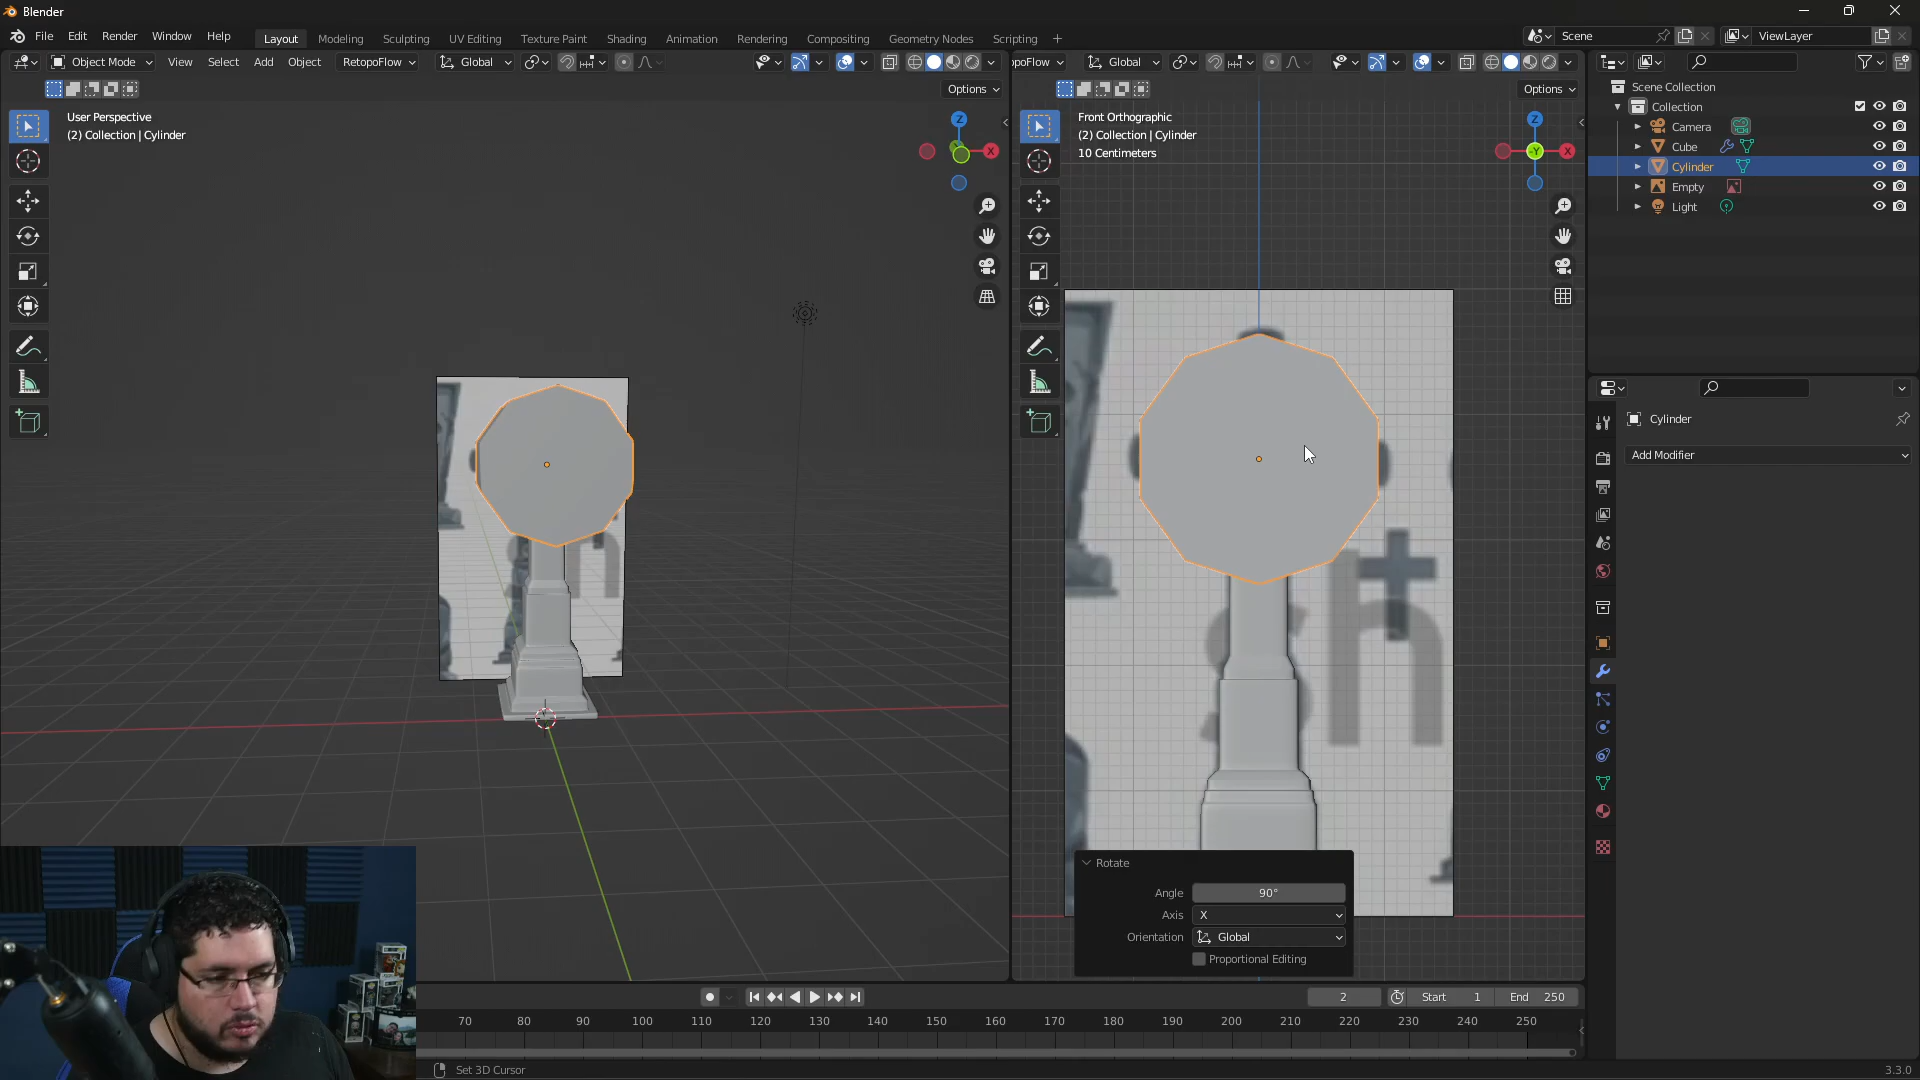 Blender
File Edit Render Window Help
Layout Modeling Sculpting UV Editing Texture Paint Shading Animation Rendering Compositing Geometry Nodes Scripting +
Scene
ViewLayer
Object Mode View Select Add Object RetopoFlow Global
opoFlow Global
Options
Options
User Perspective
(2) Collection | Cylinder
Z
X
Front Orthographic
(2) Collection | Cylinder
10 Centimeters
Z
-Y
X
Scene Collection
Collection
Camera
Cube
Cylinder
Empty
Light
Cylinder
Add Modifier
Rotate
Angle 90°
Axis X
Orientation Global
Proportional Editing
2
Start 1
End 250
70 80 90 100 110 120 130 140 150 160 170 180 190 200 210 220 230 240 250
Set 3D Cursor
3.3.0